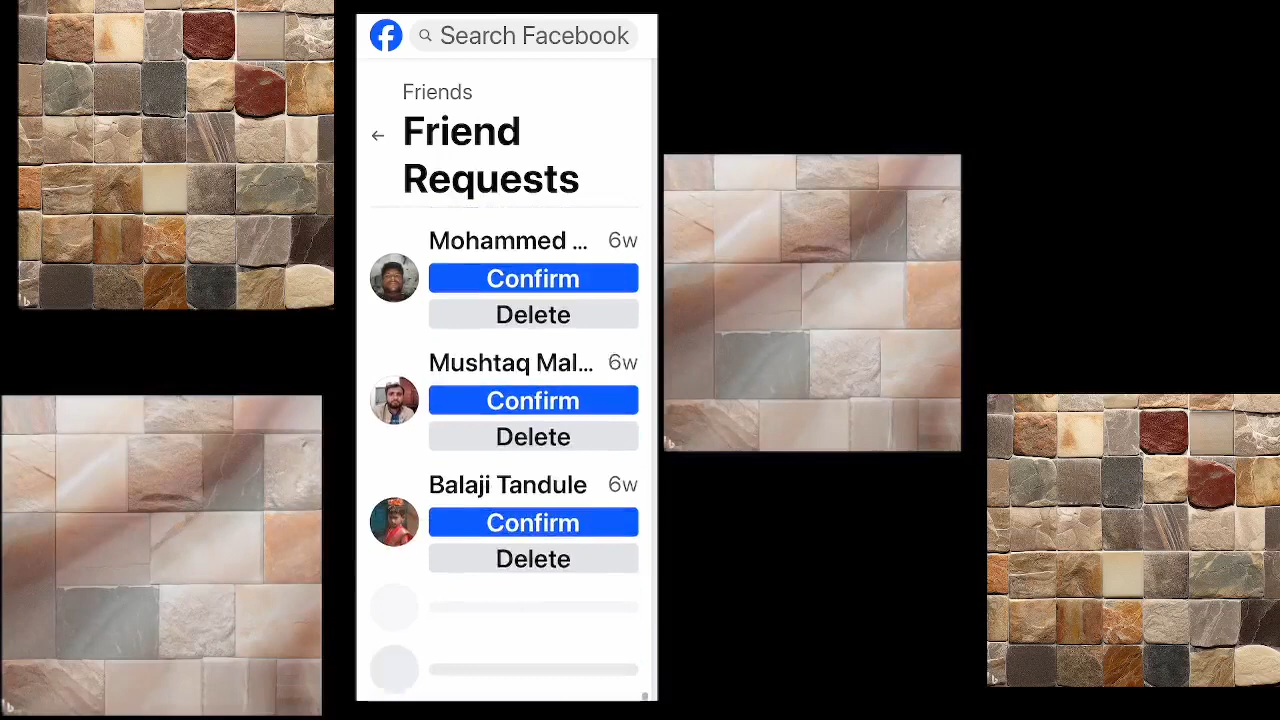 Search Facebook
Friends
Friend
Requests
Mohammed ... 6w
Confirm
Delete
Mushtaq Mal... 6w
Confirm
Delete
Balaji Tandule 6w
Confirm
Delete